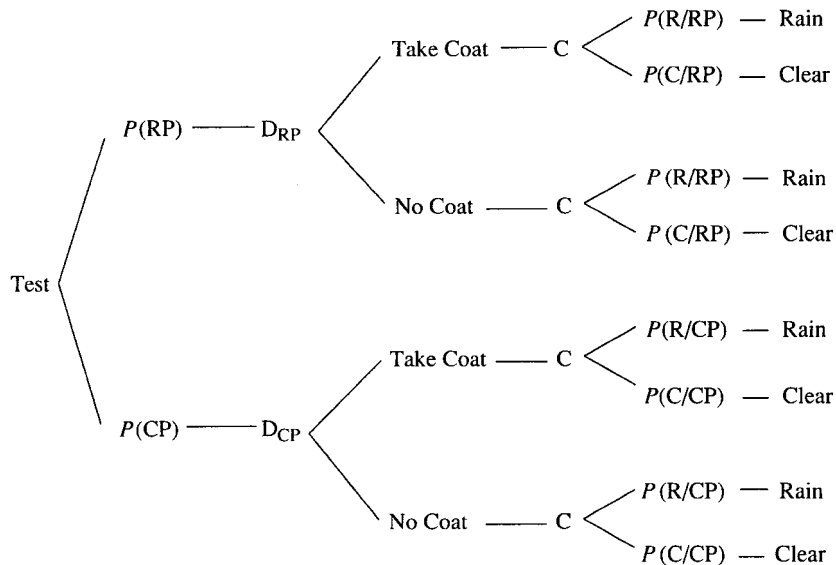 P(R/RP) — Rain
Take Coat — C
P(C/RP) — Clear
P(RP) — D_RP
P(R/RP) — Rain
No Coat — C
P(C/RP) — Clear
Test
P(R/CP) — Rain
Take Coat — C
P(C/CP) — Clear
P(CP) — D_CP
P(R/CP) — Rain
No Coat — C
P(C/CP) — Clear